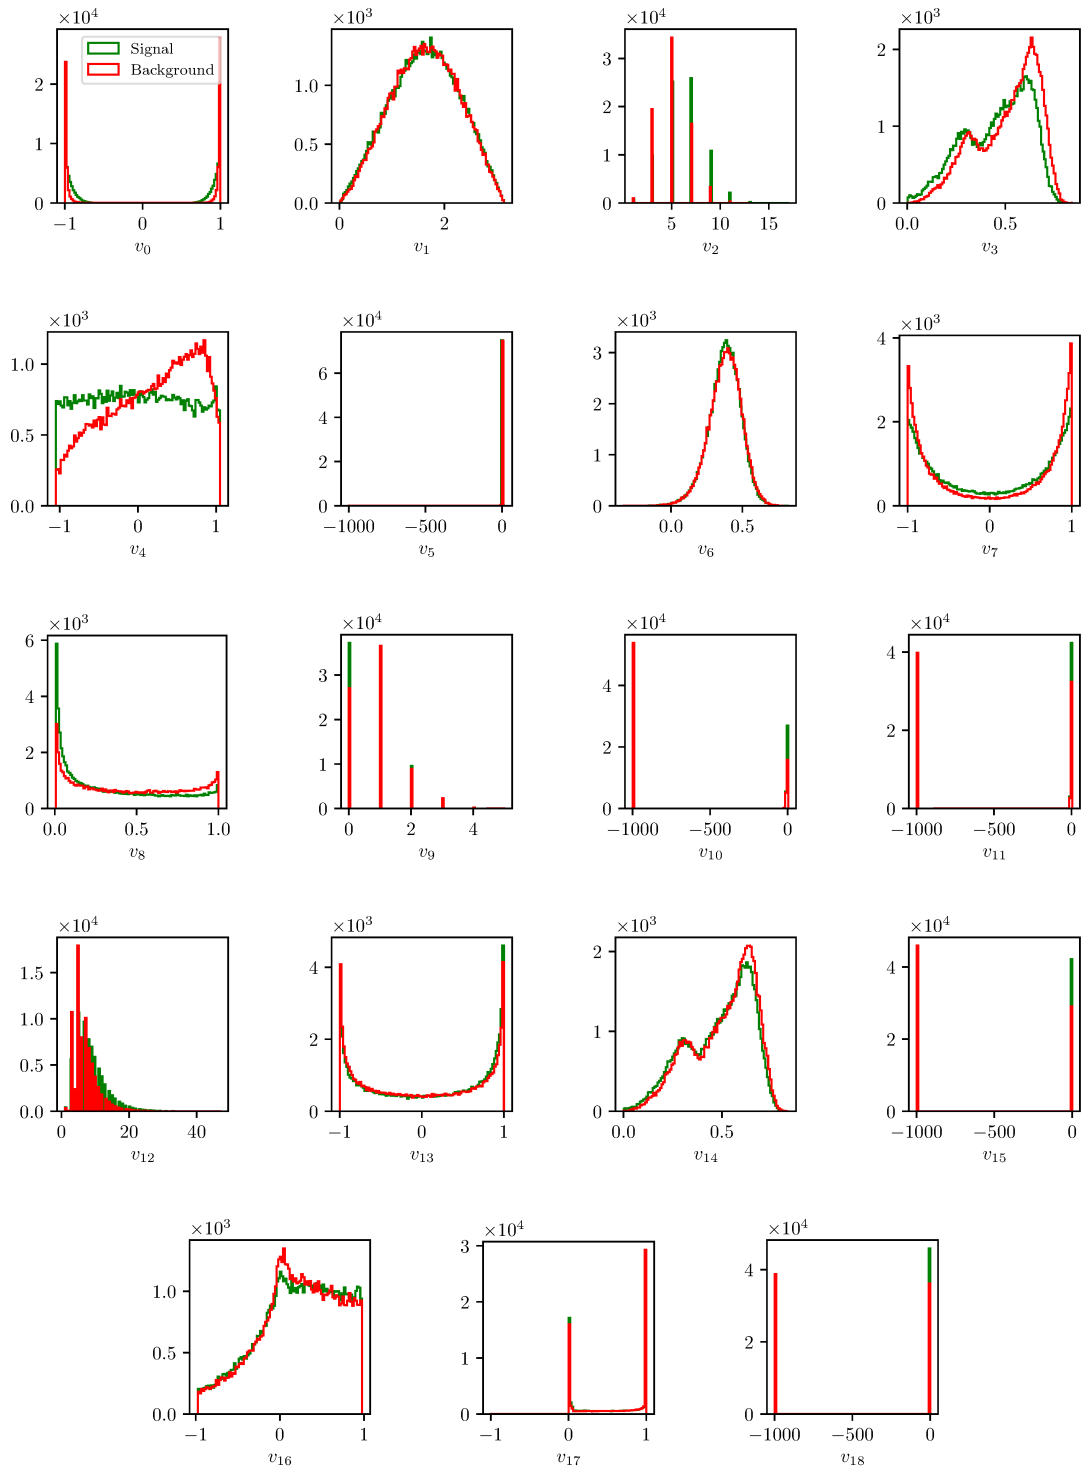 ×10⁴ ×10³ ×10⁴ ×10³
Signal
Background
2 1 0
1.0 0.5 0.0
3 2 1 0
2 1 0
−1 0 1
0 2
5 10 15
0.0 0.5
v₀ v₁ v₂ v₃
×10³ ×10⁴ ×10³ ×10³
1.0 0.5 0.0
6 4 2 0
3 2 1 0
4 2 0
−1 0 1
−1000 −500 0
0.0 0.5
−1 0 1
v₄ v₅ v₆ v₇
×10³ ×10⁴ ×10⁴ ×10⁴
6 4 2 0
3 2 1 0
4 2 0
4 2 0
0.0 0.5 1.0
0 2 4
−1000 −500 0
−1000 −500 0
v₈ v₉ v₁₀ v₁₁
×10⁴ ×10³ ×10³ ×10⁴
1.5 1.0 0.5 0.0
4 2 0
2 1 0
4 2 0
0 20 40
−1 0 1
0.0 0.5
−1000 −500 0
v₁₂ v₁₃ v₁₄ v₁₅
×10³ ×10⁴ ×10⁴
1.0 0.5 0.0
3 2 1 0
4 2 0
−1 0 1
−1 0 1
−1000 −500 0
v₁₆ v₁₇ v₁₈